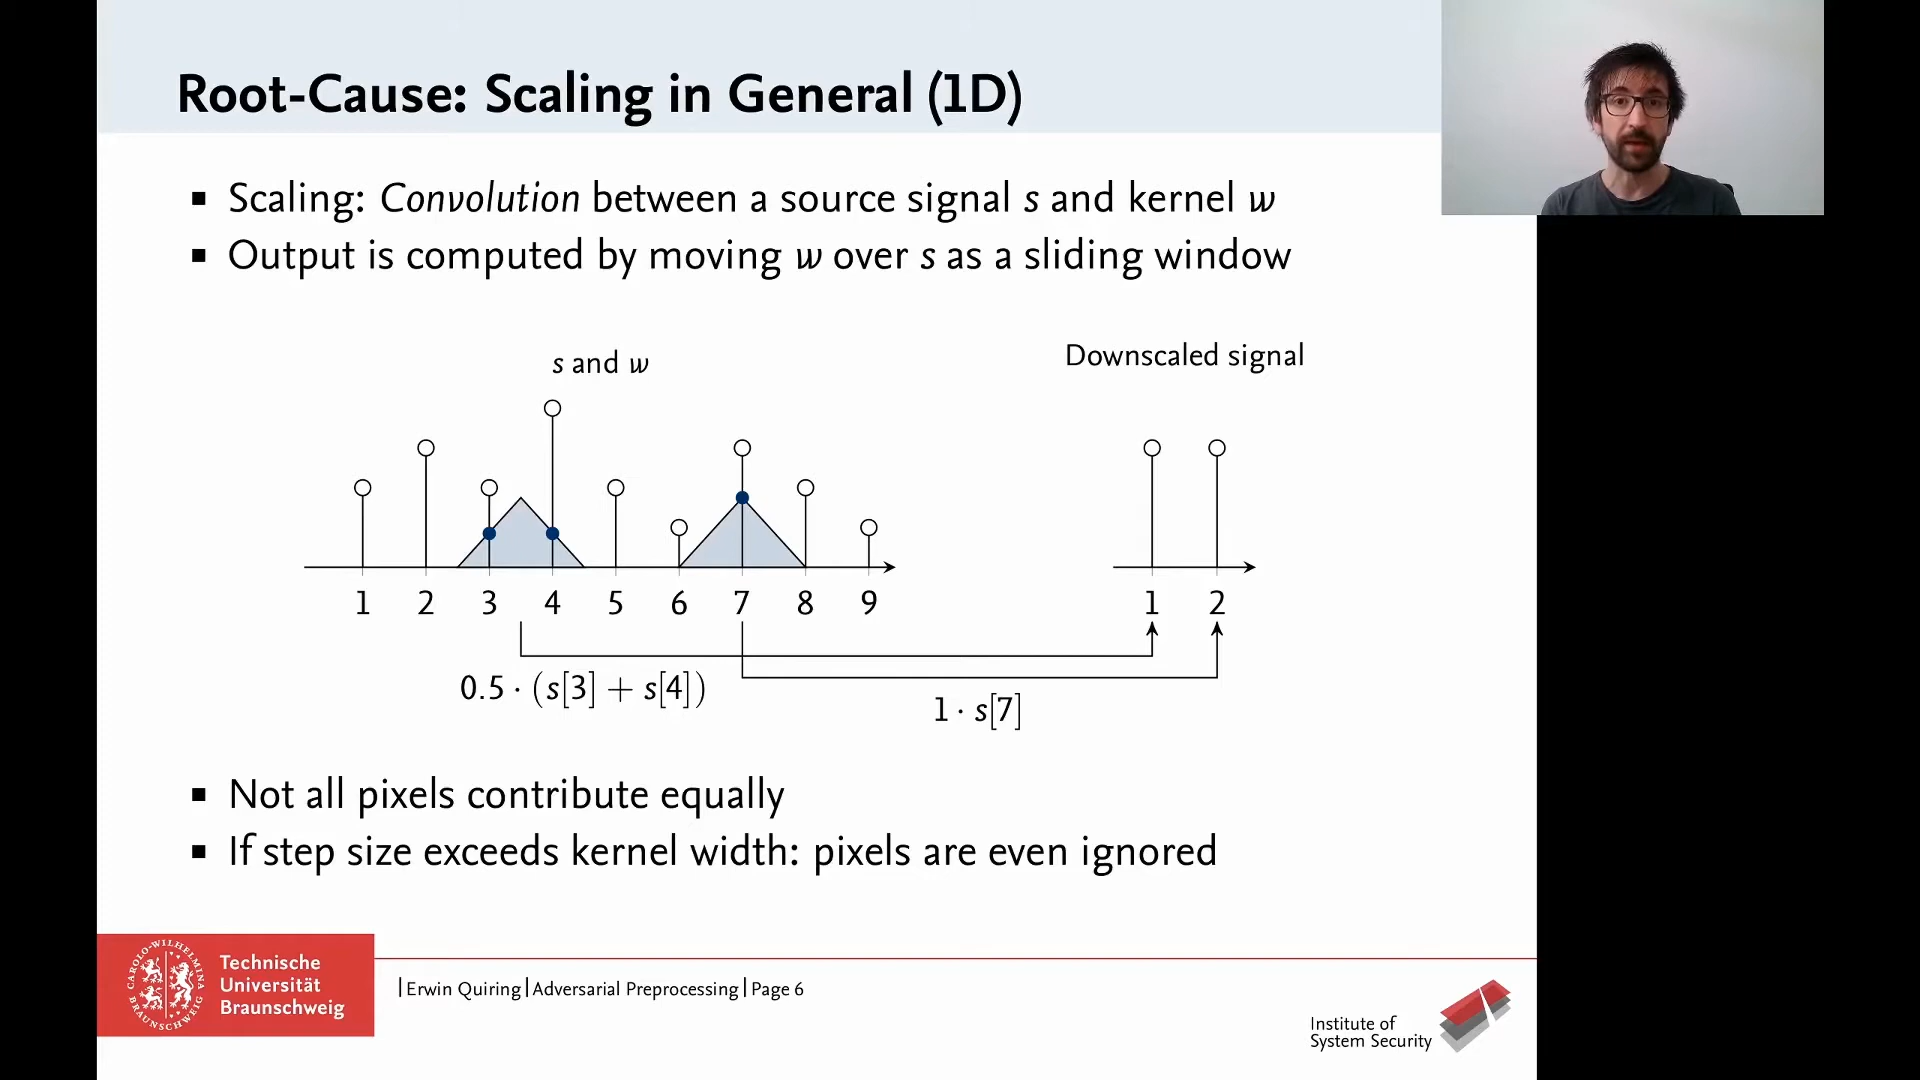 Root-Cause: Scaling in General (1D)
▪ Scaling: Convolution between a source signal s and kernel w
▪ Output is computed by moving w over s as a sliding window
s and w
Downscaled signal
1 2 3 4 5 6 7 8 9
1 2
0.5 · (s[3] + s[4])
1 · s[7]
▪ Not all pixels contribute equally
▪ If step size exceeds kernel width: pixels are even ignored
CAROLO-WILHELMINA
BRAUNSCHWEIG
Technische
Universität
Braunschweig
| Erwin Quiring | Adversarial Preprocessing | Page 6
Institute of
System Security